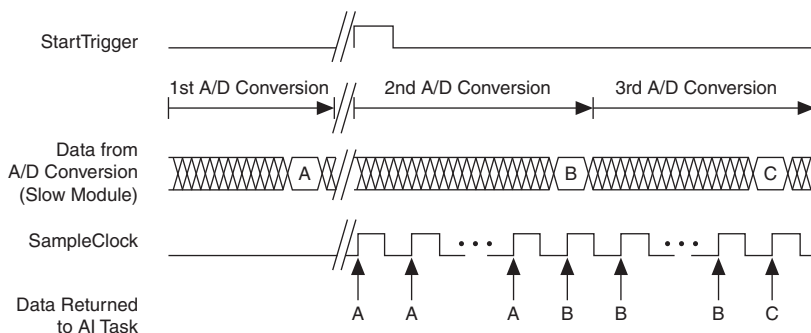 StartTrigger
1st A/D Conversion 2nd A/D Conversion 3rd A/D Conversion
Data from
A/D Conversion
(Slow Module)
A B C
SampleClock
A A A B B B C
Data Returned
to AI Task